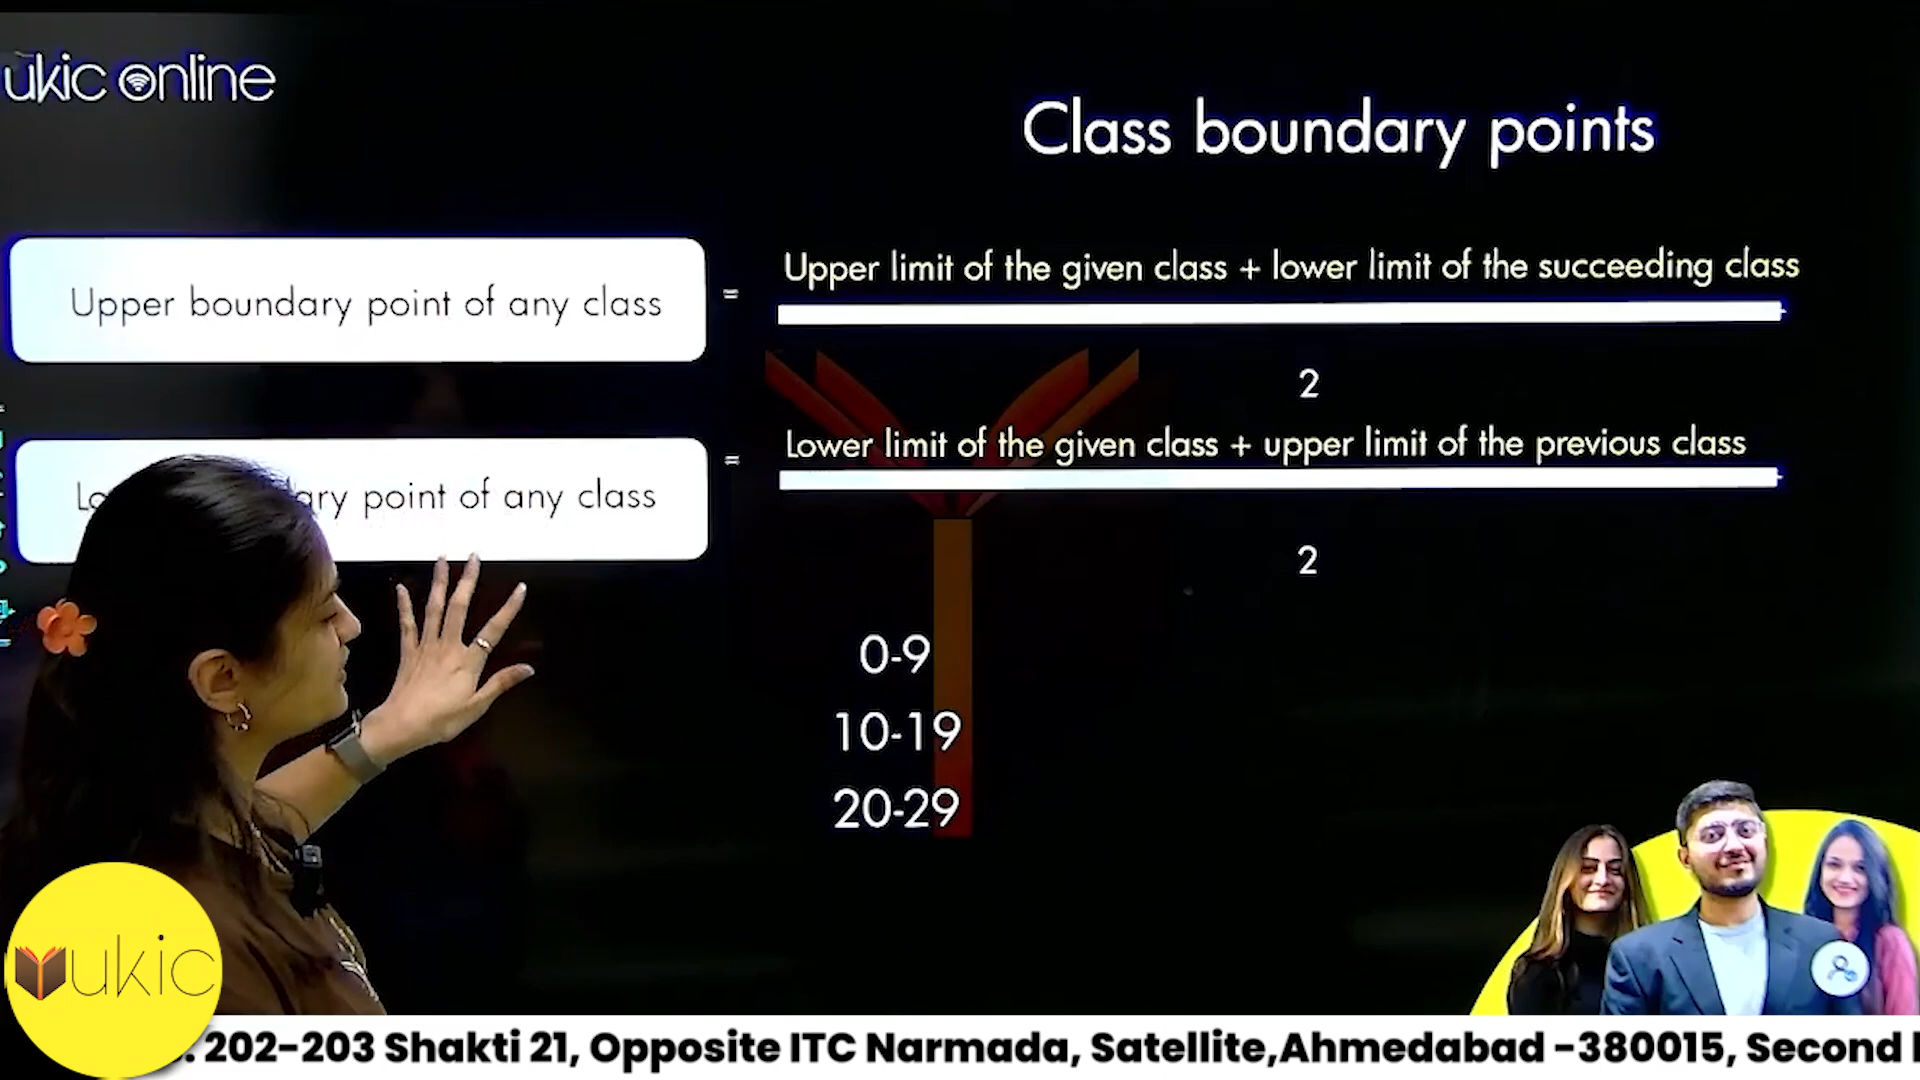 ukic online
Class boundary points
Upper boundary point of any class
=
Upper limit of the given class + lower limit of the succeeding class
2
point of any class
=
Lower limit of the given class + upper limit of the previous class
2
0-9
10-19
20-29
ukic
202-203 Shakti 21, Opposite ITC Narmada, Satellite,Ahmedabad -380015, Second